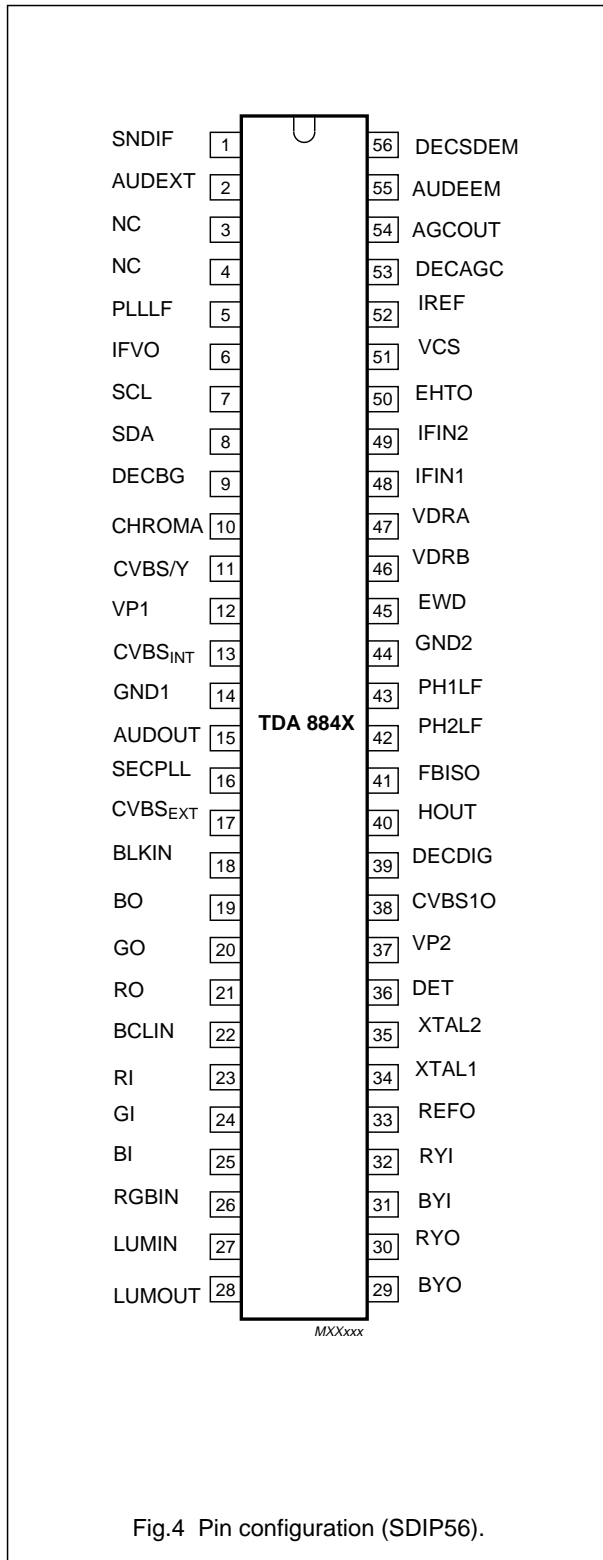 SNDIF 1 56 DECSDEM
AUDEXT 2 55 AUDEEM
NC 3 54 AGCOUT
NC 4 53 DECAGC
PLLLF 5 52 IREF
IFVO 6 51 VCS
SCL 7 50 EHTO
SDA 8 49 IFIN2
DECBG 9 48 IFIN1
CHROMA 10 47 VDRA
CVBS/Y 11 46 VDRB
VP1 12 45 EWD
CVBSINT 13 44 GND2
GND1 14 43 PH1LF
TDA 884X
AUDOUT 15 42 PH2LF
SECPLL 16 41 FBISO
CVBSEXT 17 40 HOUT
BLKIN 18 39 DECDIG
BO 19 38 CVBS1O
GO 20 37 VP2
RO 21 36 DET
BCLIN 22 35 XTAL2
RI 23 34 XTAL1
GI 24 33 REFO
BI 25 32 RYI
RGBIN 26 31 BYI
LUMIN 27 30 RYO
LUMOUT 28 29 BYO
MXXxxx
Fig.4 Pin configuration (SDIP56).